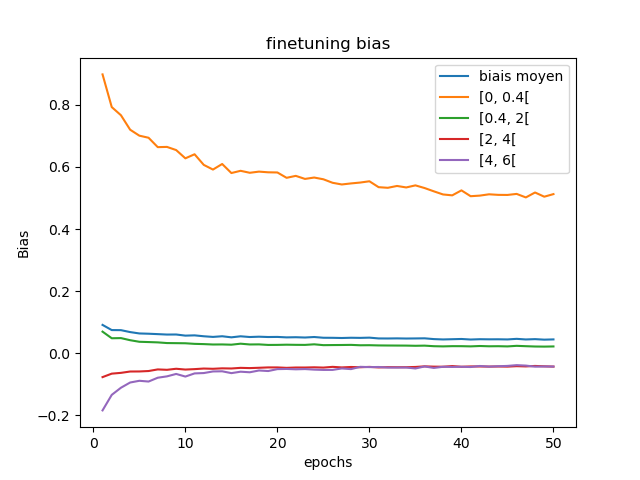 finetuning bias
biais moyen
[0, 0.4[
[0.4, 2[
[2, 4[
[4, 6[
Bias
0.8
0.6
0.4
0.2
0.0
−0.2
0 10 20 30 40 50
epochs